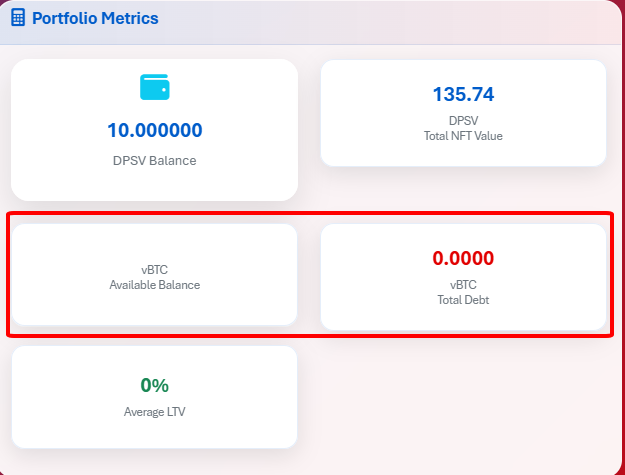 Portfolio Metrics
10.000000
DPSV Balance
135.74
DPSV
Total NFT Value
vBTC
Available Balance
0.0000
vBTC
Total Debt
0%
Average LTV